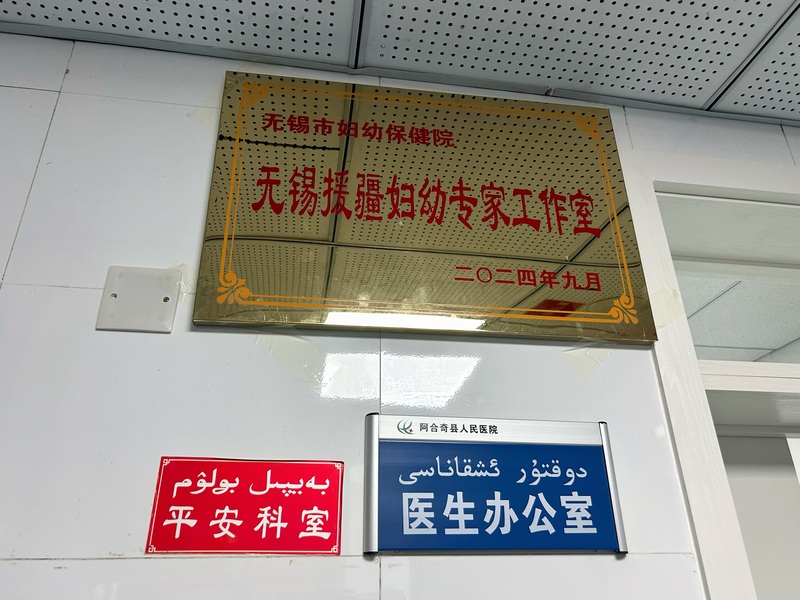 无锡市妇幼保健院
无锡援疆妇幼专家工作室
二〇二四年九月
بەيپىل بولۇم
平安科室
阿合奇县人民医院
دوقتۇر ئىشقاناسى
医生办公室